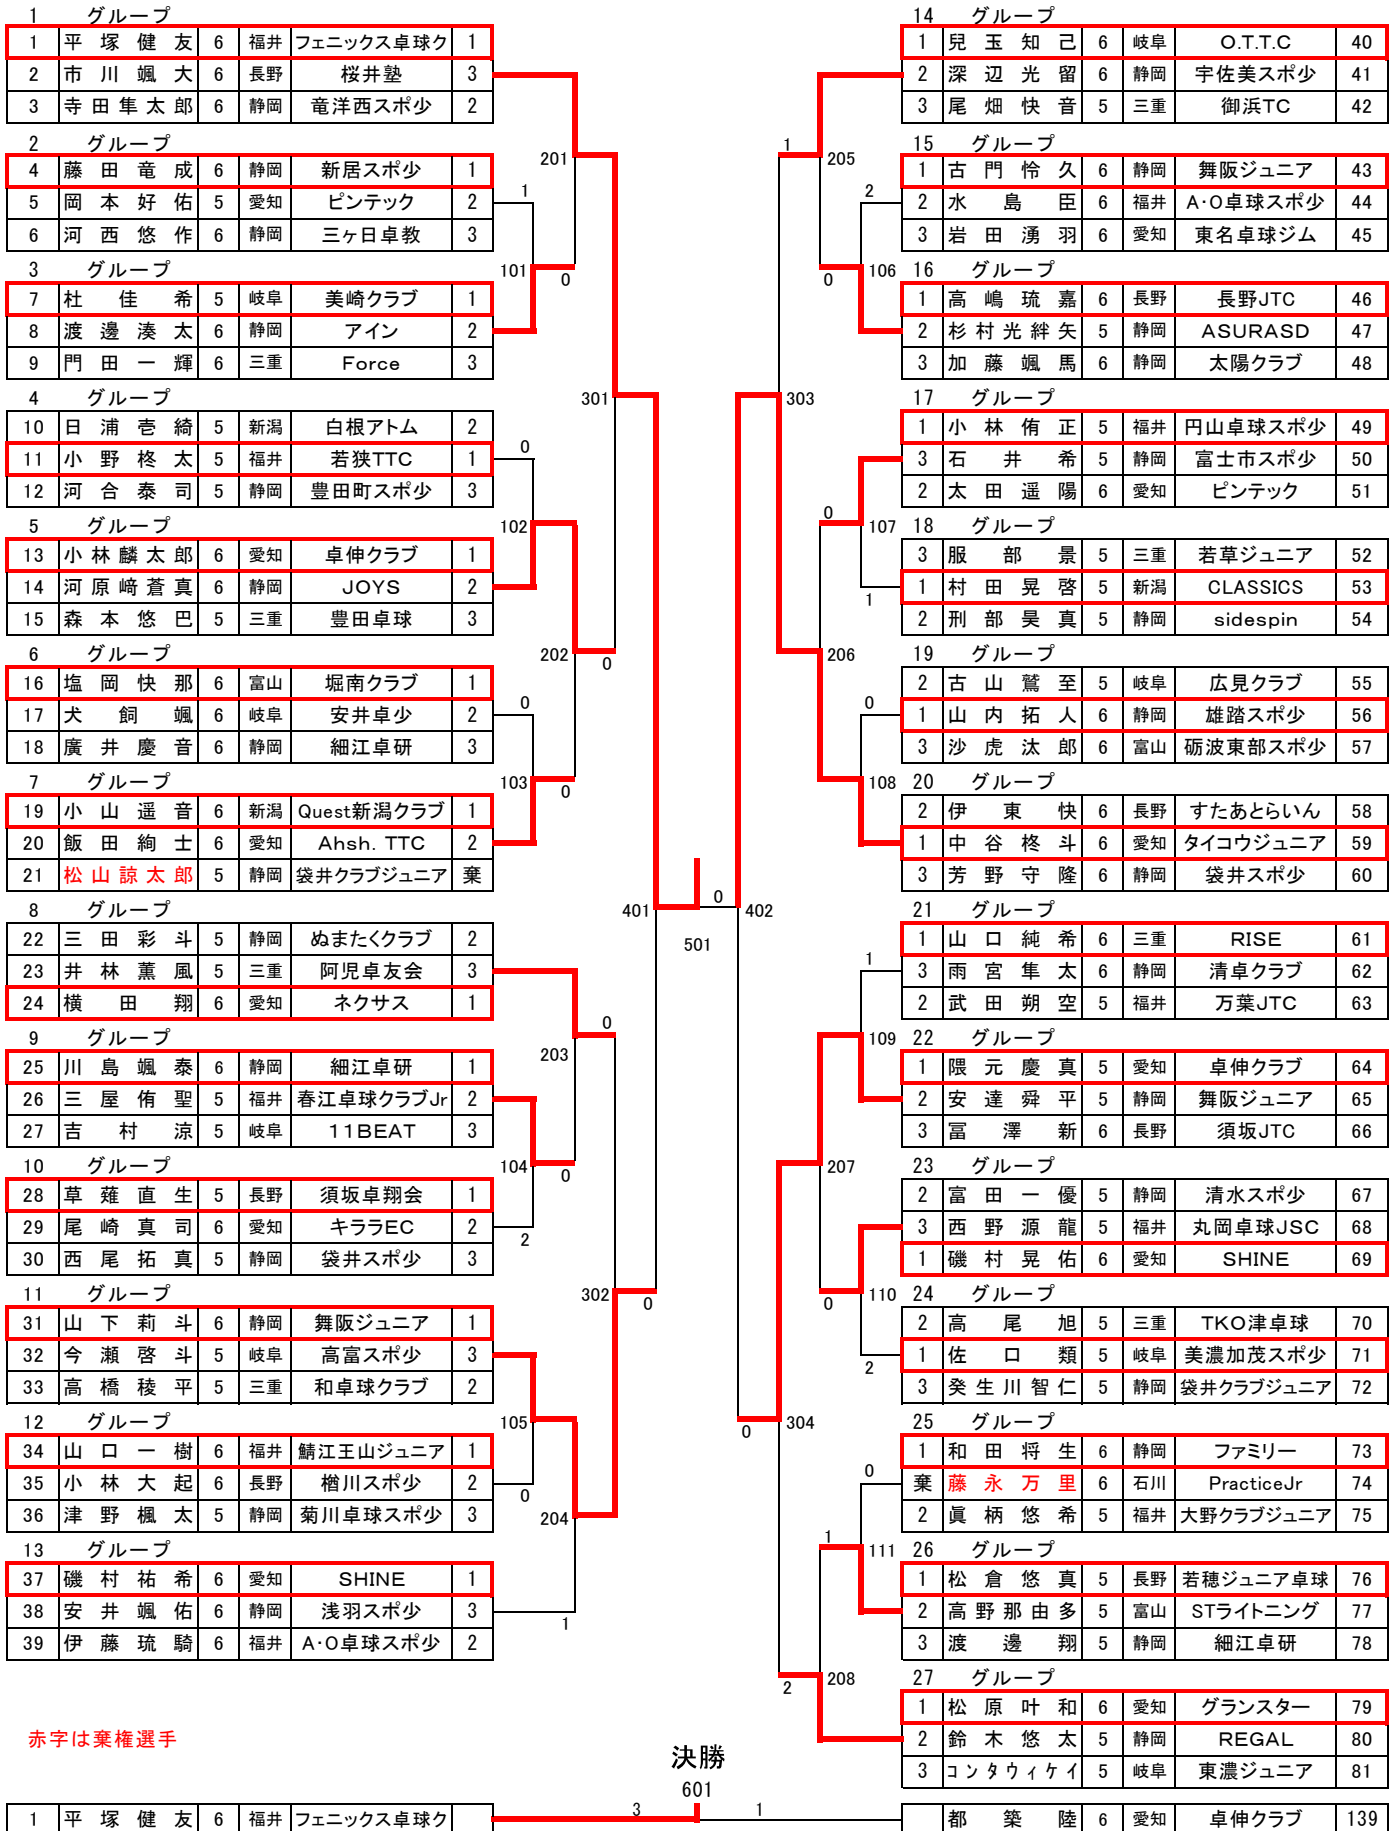 1 グループ
1 平塚健友 6 福井 フェニックス卓球ク 1
2 市川颯大 6 長野 桜井塾 3
3 寺田隼太郎 6 静岡 竜洋西スポ少 2
2 グループ
201
4 藤田竜成 6 静岡 新居スポ少 1
1
5 岡本好佑 5 愛知 ピンテック 2
6 河西悠作 6 静岡 三ヶ日卓教 3
3 グループ
101
0
7 杜佳希 5 岐阜 美崎クラブ 1
8 渡邊湊太 6 静岡 アイン 2
9 門田一輝 6 三重 Force 3
4 グループ
301
10 日浦壱綺 5 新潟 白根アトム 2
0
11 小野柊太 5 福井 若狭TTC 1
12 河合泰司 5 静岡 豊田町スポ少 3
5 グループ
102
13 小林麟太郎 6 愛知 卓伸クラブ 1
14 河原﨑蒼真 6 静岡 JOYS 2
15 森本悠巴 5 三重 豊田卓球 3
6 グループ
202
0
16 塩岡快那 6 富山 堀南クラブ 1
0
17 犬飼颯 6 岐阜 安井卓少 2
18 廣井慶音 6 静岡 細江卓研 3
7 グループ
103
0
19 小山遥音 6 新潟 Quest新潟クラブ 1
20 飯田絢士 6 愛知 Ahsh. TTC 2
21 松山諒太郎 5 静岡 袋井クラブジュニア 棄
8 グループ
401
0
501
22 三田彩斗 5 静岡 ぬまたくクラブ 2
23 井林薫風 5 三重 阿児卓友会 3
24 横田翔 6 愛知 ネクサス 1
0
9 グループ
203
25 川島颯泰 6 静岡 細江卓研 1
26 三屋侑聖 5 福井 春江卓球クラブJr 2
27 吉村涼 5 岐阜 11BEAT 3
10 グループ
104
0
28 草薙直生 5 長野 須坂卓翔会 1
29 尾崎真司 6 愛知 キララEC 2
2
30 西尾拓真 5 静岡 袋井スポ少 3
11 グループ
302
0
31 山下莉斗 6 静岡 舞阪ジュニア 1
32 今瀬啓斗 5 岐阜 高富スポ少 3
33 高橋稜平 5 三重 和卓球クラブ 2
12 グループ
105
34 山口一樹 6 福井 鯖江王山ジュニア 1
35 小林大起 6 長野 楢川スポ少 2
0
36 津野楓太 5 静岡 菊川卓球スポ少 3
204
13 グループ
37 磯村祐希 6 愛知 SHINE 1
38 安井颯佑 6 静岡 浅羽スポ少 3
1
39 伊藤琉騎 6 福井 A・O卓球スポ少 2
赤字は棄権選手
14 グループ
1 兒玉知己 6 岐阜 O.T.T.C 40
2 深辺光留 6 静岡 宇佐美スポ少 41
3 尾畑快音 5 三重 御浜TC 42
1
205
15 グループ
1 古門怜久 6 静岡 舞阪ジュニア 43
2
2 水島臣 6 福井 A・O卓球スポ少 44
3 岩田湧羽 6 愛知 東名卓球ジム 45
0
106
16 グループ
1 高嶋琉嘉 6 長野 長野JTC 46
2 杉村光絆矢 5 静岡 ASURASD 47
3 加藤颯馬 6 静岡 太陽クラブ 48
303
17 グループ
1 小林侑正 5 福井 円山卓球スポ少 49
3 石井希 5 静岡 富士市スポ少 50
2 太田遥陽 6 愛知 ピンテック 51
0
107
18 グループ
3 服部景 5 三重 若草ジュニア 52
1
1 村田晃啓 5 新潟 CLASSICS 53
2 刑部昊真 5 静岡 sidespin 54
206
19 グループ
2 古山鷲至 5 岐阜 広見クラブ 55
0
1 山内拓人 6 静岡 雄踏スポ少 56
3 沙虎汰郎 6 富山 砺波東部スポ少 57
108
20 グループ
2 伊東快 6 長野 すたあとらいん 58
1 中谷柊斗 6 愛知 タイコウジュニア 59
3 芳野守隆 6 静岡 袋井スポ少 60
402
21 グループ
1 山口純希 6 三重 RISE 61
1
3 雨宮隼太 6 静岡 清卓クラブ 62
2 武田朔空 5 福井 万葉JTC 63
109
22 グループ
1 隈元慶真 5 愛知 卓伸クラブ 64
2 安達舜平 5 静岡 舞阪ジュニア 65
3 冨澤新 6 長野 須坂JTC 66
207
23 グループ
2 富田一優 5 静岡 清水スポ少 67
3 西野源龍 5 福井 丸岡卓球JSC 68
1 磯村晃佑 6 愛知 SHINE 69
0
110
24 グループ
2 高尾旭 5 三重 TKO津卓球 70
2
1 佐口類 5 岐阜 美濃加茂スポ少 71
3 癸生川智仁 5 静岡 袋井クラブジュニア 72
0
304
25 グループ
1 和田将生 6 静岡 ファミリー 73
0
棄 藤永万里 6 石川 PracticeJr 74
2 眞柄悠希 5 福井 大野クラブジュニア 75
1
111
26 グループ
1 松倉悠真 5 長野 若穂ジュニア卓球 76
2 高野那由多 5 富山 STライトニング 77
3 渡邊翔 5 静岡 細江卓研 78
2
208
27 グループ
1 松原叶和 6 愛知 グランスター 79
2 鈴木悠太 5 静岡 REGAL 80
3 コンタウィケイ 5 岐阜 東濃ジュニア 81
決勝
601
1 平塚健友 6 福井 フェニックス卓球ク 3 1 都築陸 6 愛知 卓伸クラブ 139